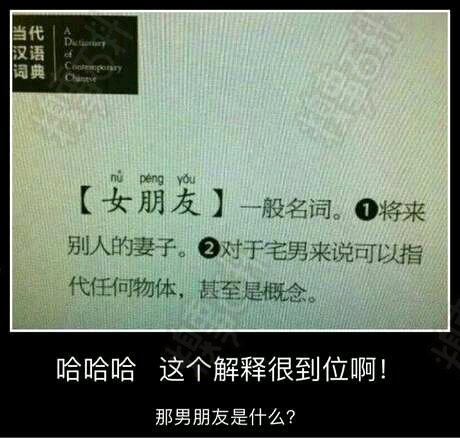 当代
汉语
词典
A
Dictionary
of
Contemporary
Chinese
nǚ péng yǒu
【女朋友】一般名词。❶将来
别人的妻子。❷对于宅男来说可以指
代任何物体，甚至是概念。
哈哈哈 这个解释很到位啊！
那男朋友是什么？